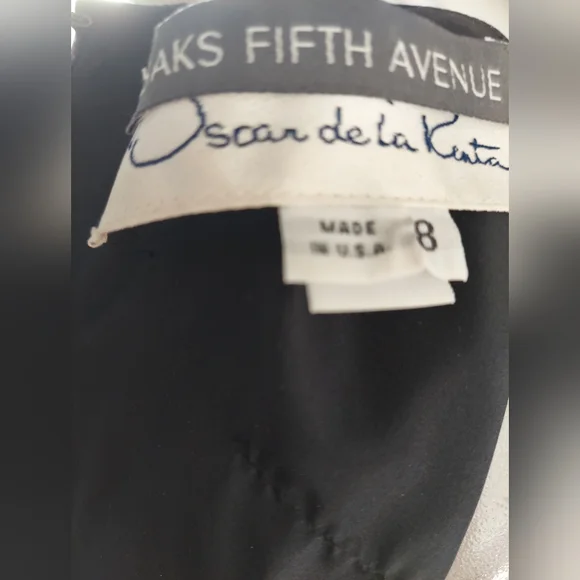 AKS FIFTH AVENUE
Oscar de la Renta
MADE 8
IN U.S.A